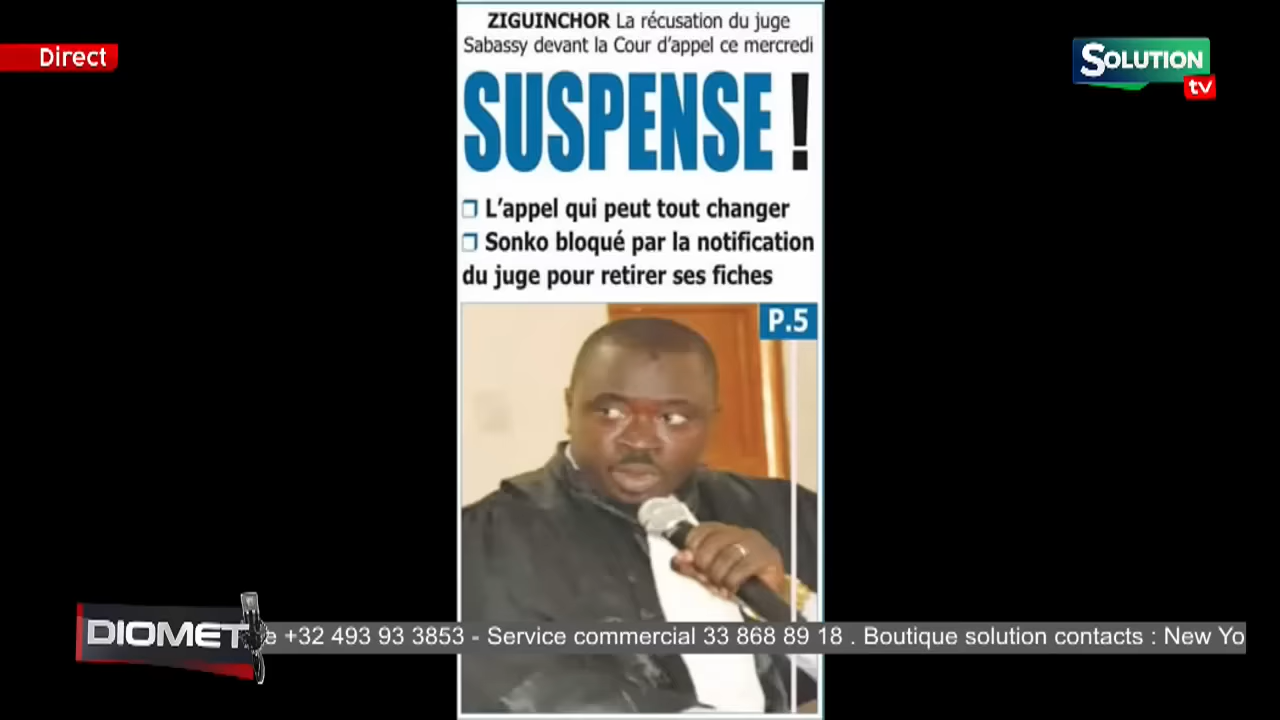 Direct
SOLUTION
tv
ZIGUINCHOR La récusation du juge
Sabassy devant la Cour d'appel ce mercredi
SUSPENSE !
❒ L'appel qui peut tout changer
❒ Sonko bloqué par la notification
du juge pour retirer ses fiches
P.5
DIOMET
e +32 493 93 3853 - Service commercial 33 868 89 18 . Boutique solution contacts : New Yo